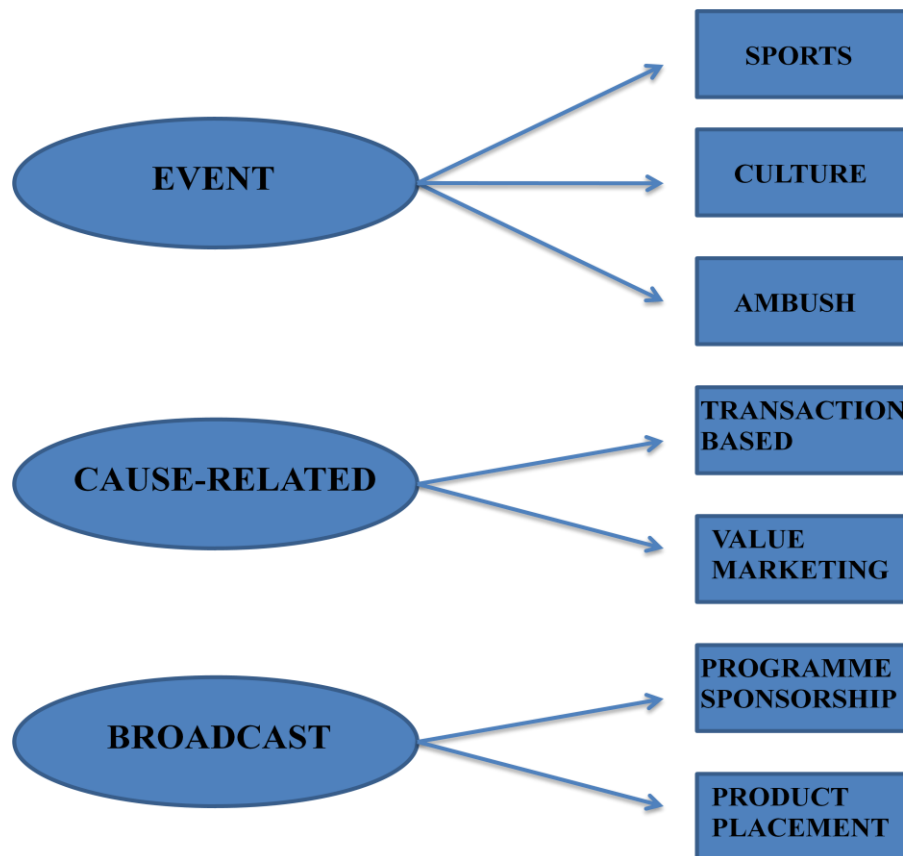 EVENT
SPORTS
CULTURE
AMBUSH
CAUSE-RELATED
TRANSACTION
BASED
VALUE
MARKETING
BROADCAST
PROGRAMME
SPONSORSHIP
PRODUCT
PLACEMENT